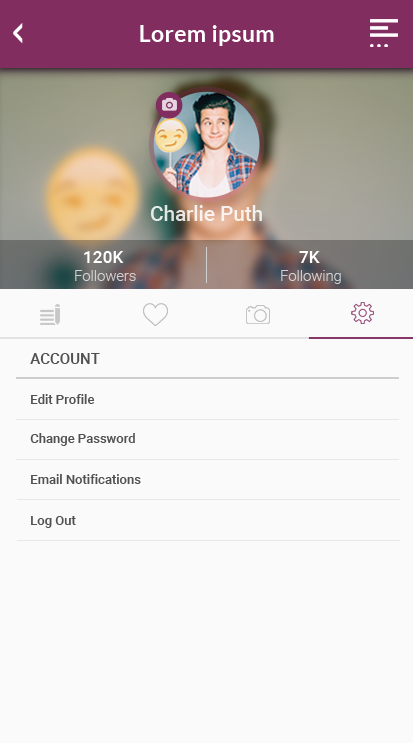 Lorem ipsum
Charlie Puth
120K
Followers
7K
Following
ACCOUNT
Edit Profile
Change Password
Email Notifications
Log Out